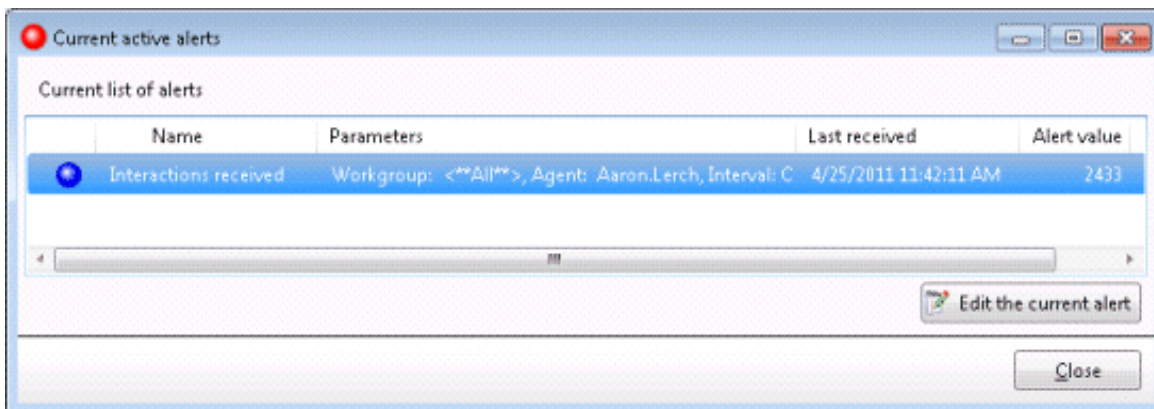 Current active alerts
Current list of alerts
Name Parameters Last received Alert value
Interactions received Workgroup: <**All**>, Agent: Aaron.Lerch, Interval: C 4/25/2011 11:42:11 AM 2433
Edit the current alert
Close